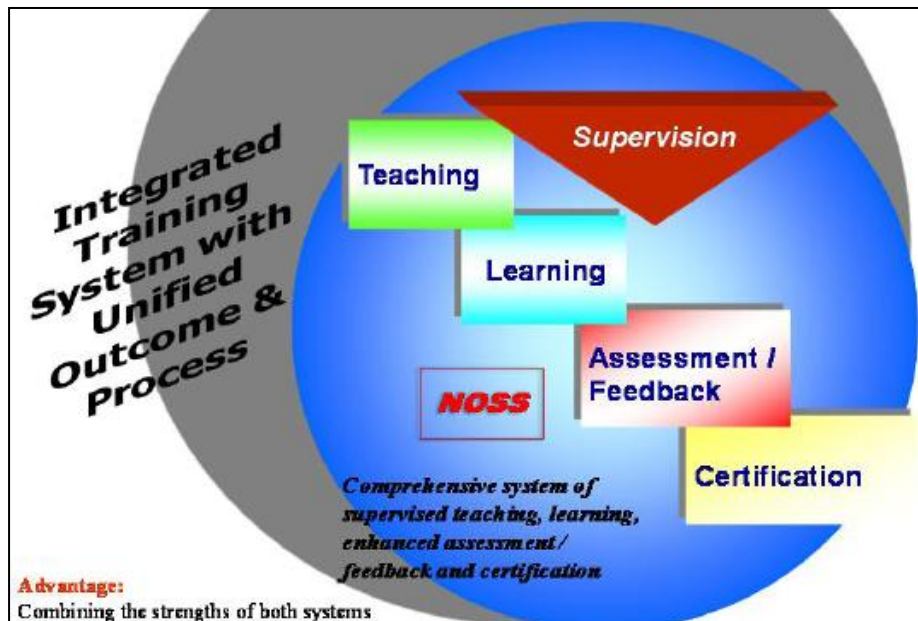 Integrated
Training
System with
Unified
Outcome &
Process
Supervision
Teaching
Learning
Assessment /
Feedback
Certification
NOSS
Comprehensive system of
supervised teaching, learning,
enhanced assessment/
feedback and certification
Advantage:
Combining the strengths of both systems